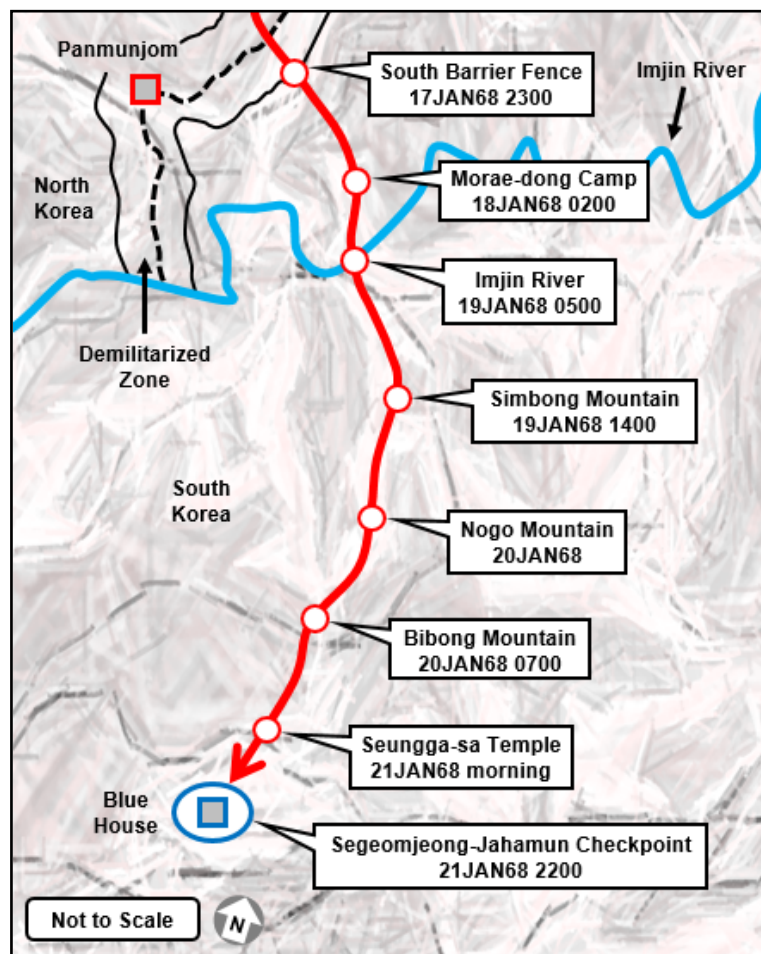 Panmunjom
South Barrier Fence
17JAN68 2300
Imjin River
Morae-dong Camp
18JAN68 0200
North
Korea
Imjin River
19JAN68 0500
Demilitarized
Zone
Simbong Mountain
19JAN68 1400
South
Korea
Nogo Mountain
20JAN68
Bibong Mountain
20JAN68 0700
Seungga-sa Temple
21JAN68 morning
Blue
House
Segeomjeong-Jahamun Checkpoint
21JAN68 2200
Not to Scale
N